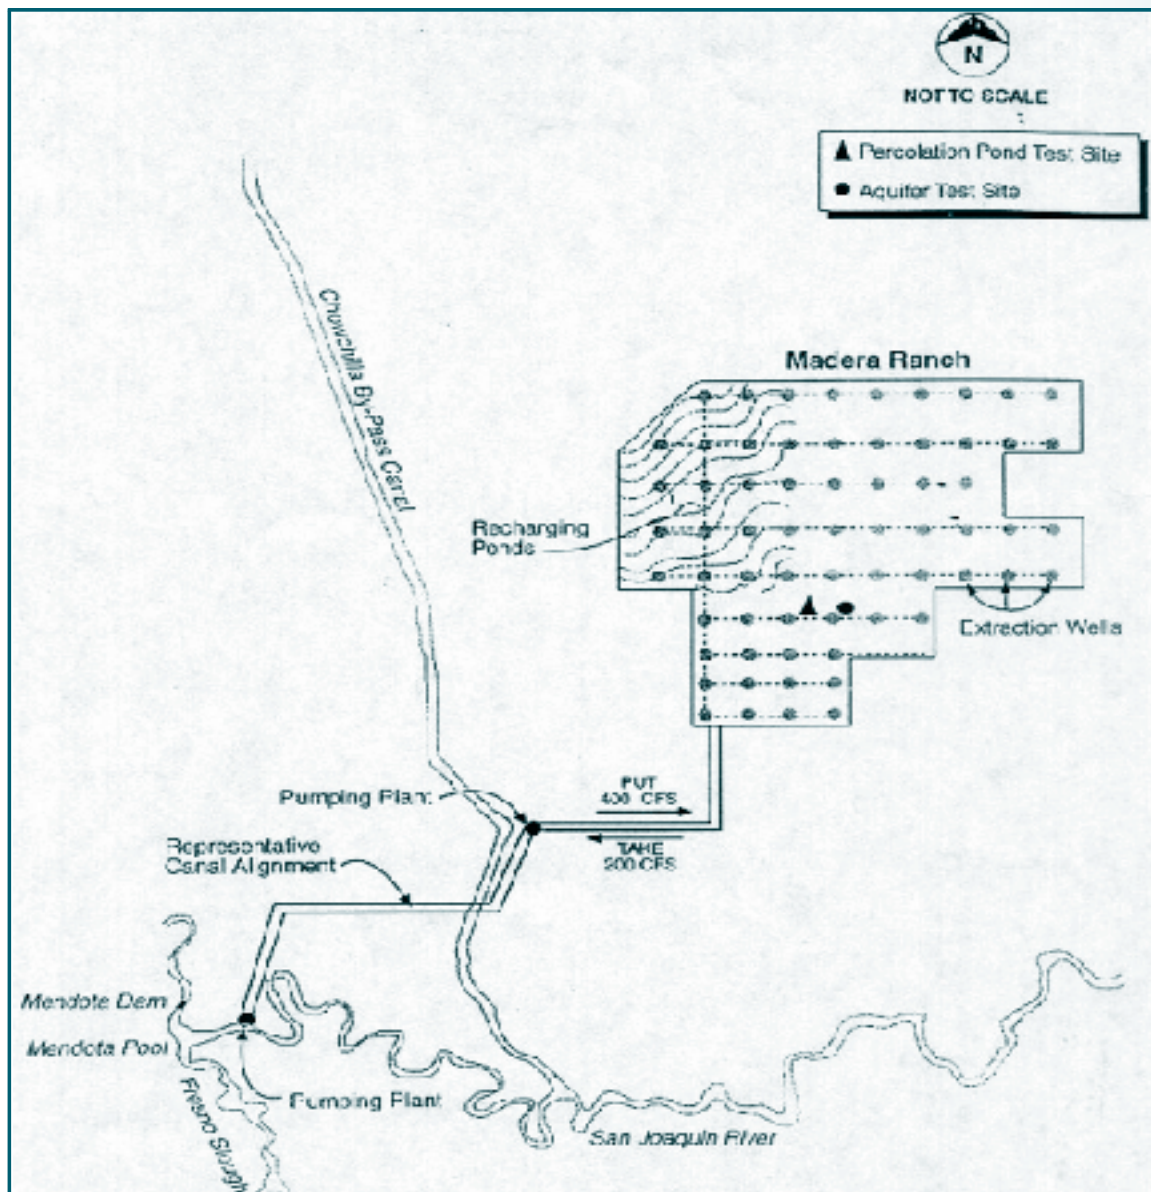 N
NOT TO SCALE
Percolation Pond Test Site
Aquifer Test Site
Chowchilla By-Pass Canal
Madera Ranch
Recharging
Ponds
Extraction Wells
PUT
400 CFS
TAKE
200 CFS
Pumping Plant
Representative
Canal Alignment
Mendota Dam
Mendota Pool
Fresno Slough
Pumping Plant
San Joaquin River